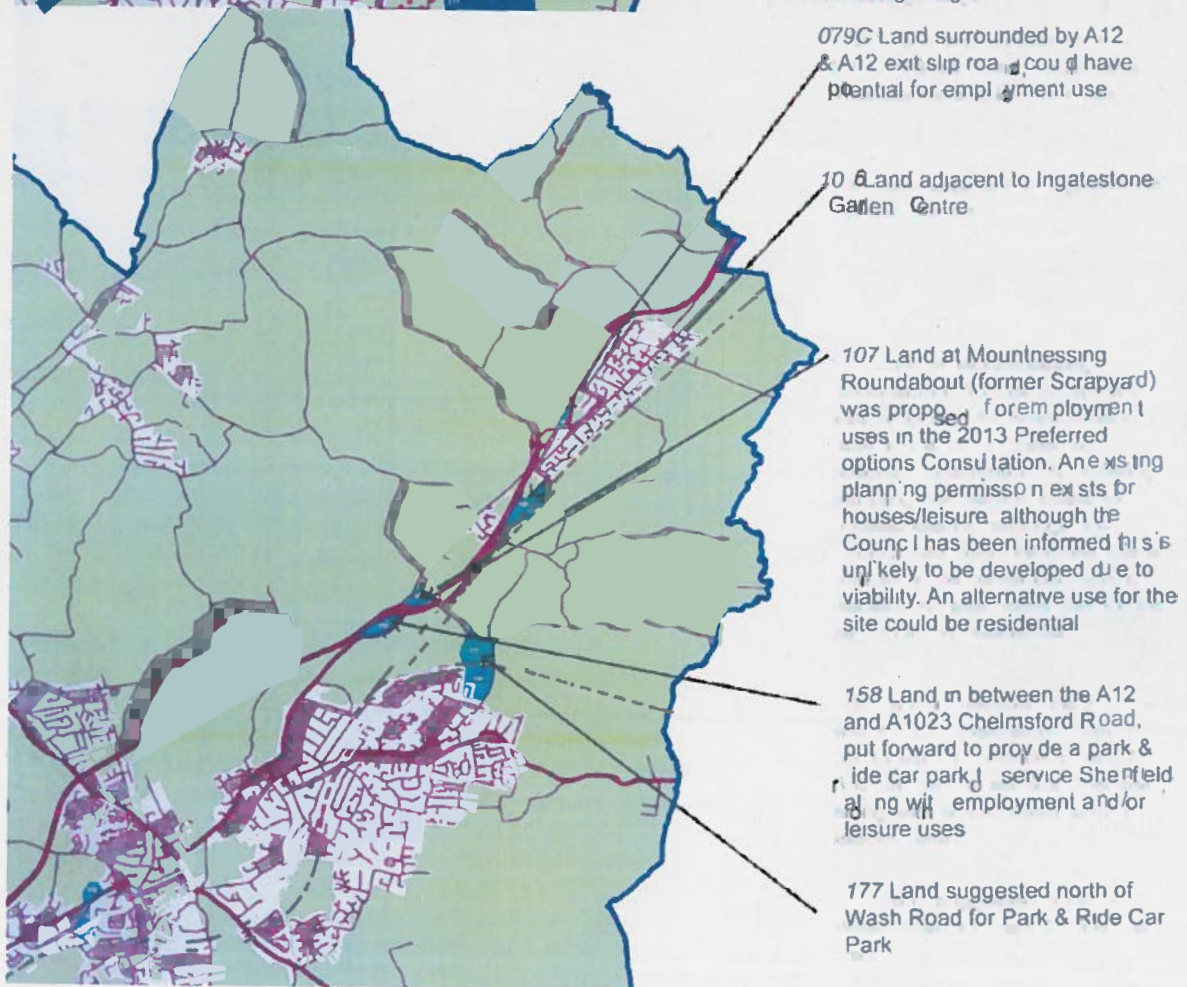 079C Land surrounded by A12
& A12 exit slip road, could have
potential for employment use
106 Land adjacent to Ingatestone
Garden Centre
107 Land at Mountnessing
Roundabout (former Scrapyard)
was proposed for employment
uses in the 2013 Preferred
options Consultation. An existing
planning permission exists for
houses/leisure although the
Council has been informed this is
unlikely to be developed due to
viability. An alternative use for the
site could be residential
158 Land in between the A12
and A1023 Chelmsford Road,
put forward to provide a park &
ride car park to service Shenfield
along with employment and/or
leisure uses
177 Land suggested north of
Wash Road for Park & Ride Car
Park